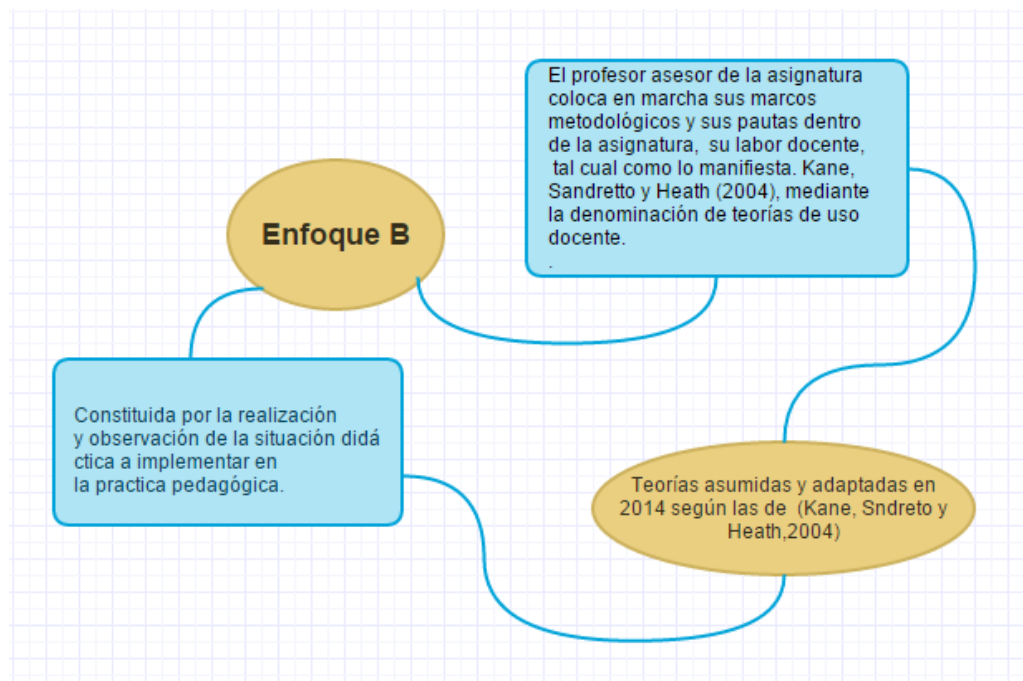 El profesor asesor de la asignatura
coloca en marcha sus marcos
metodológicos y sus pautas dentro
de la asignatura, su labor docente,
tal cual como lo manifiesta. Kane,
Sandretto y Heath (2004), mediante
la denominación de teorías de uso
docente.
.
Enfoque B
Constituida por la realización
y observación de la situación didá
ctica a implementar en
la practica pedagógica.
Teorías asumidas y adaptadas en
2014 según las de (Kane, Sndreto y
Heath,2004)